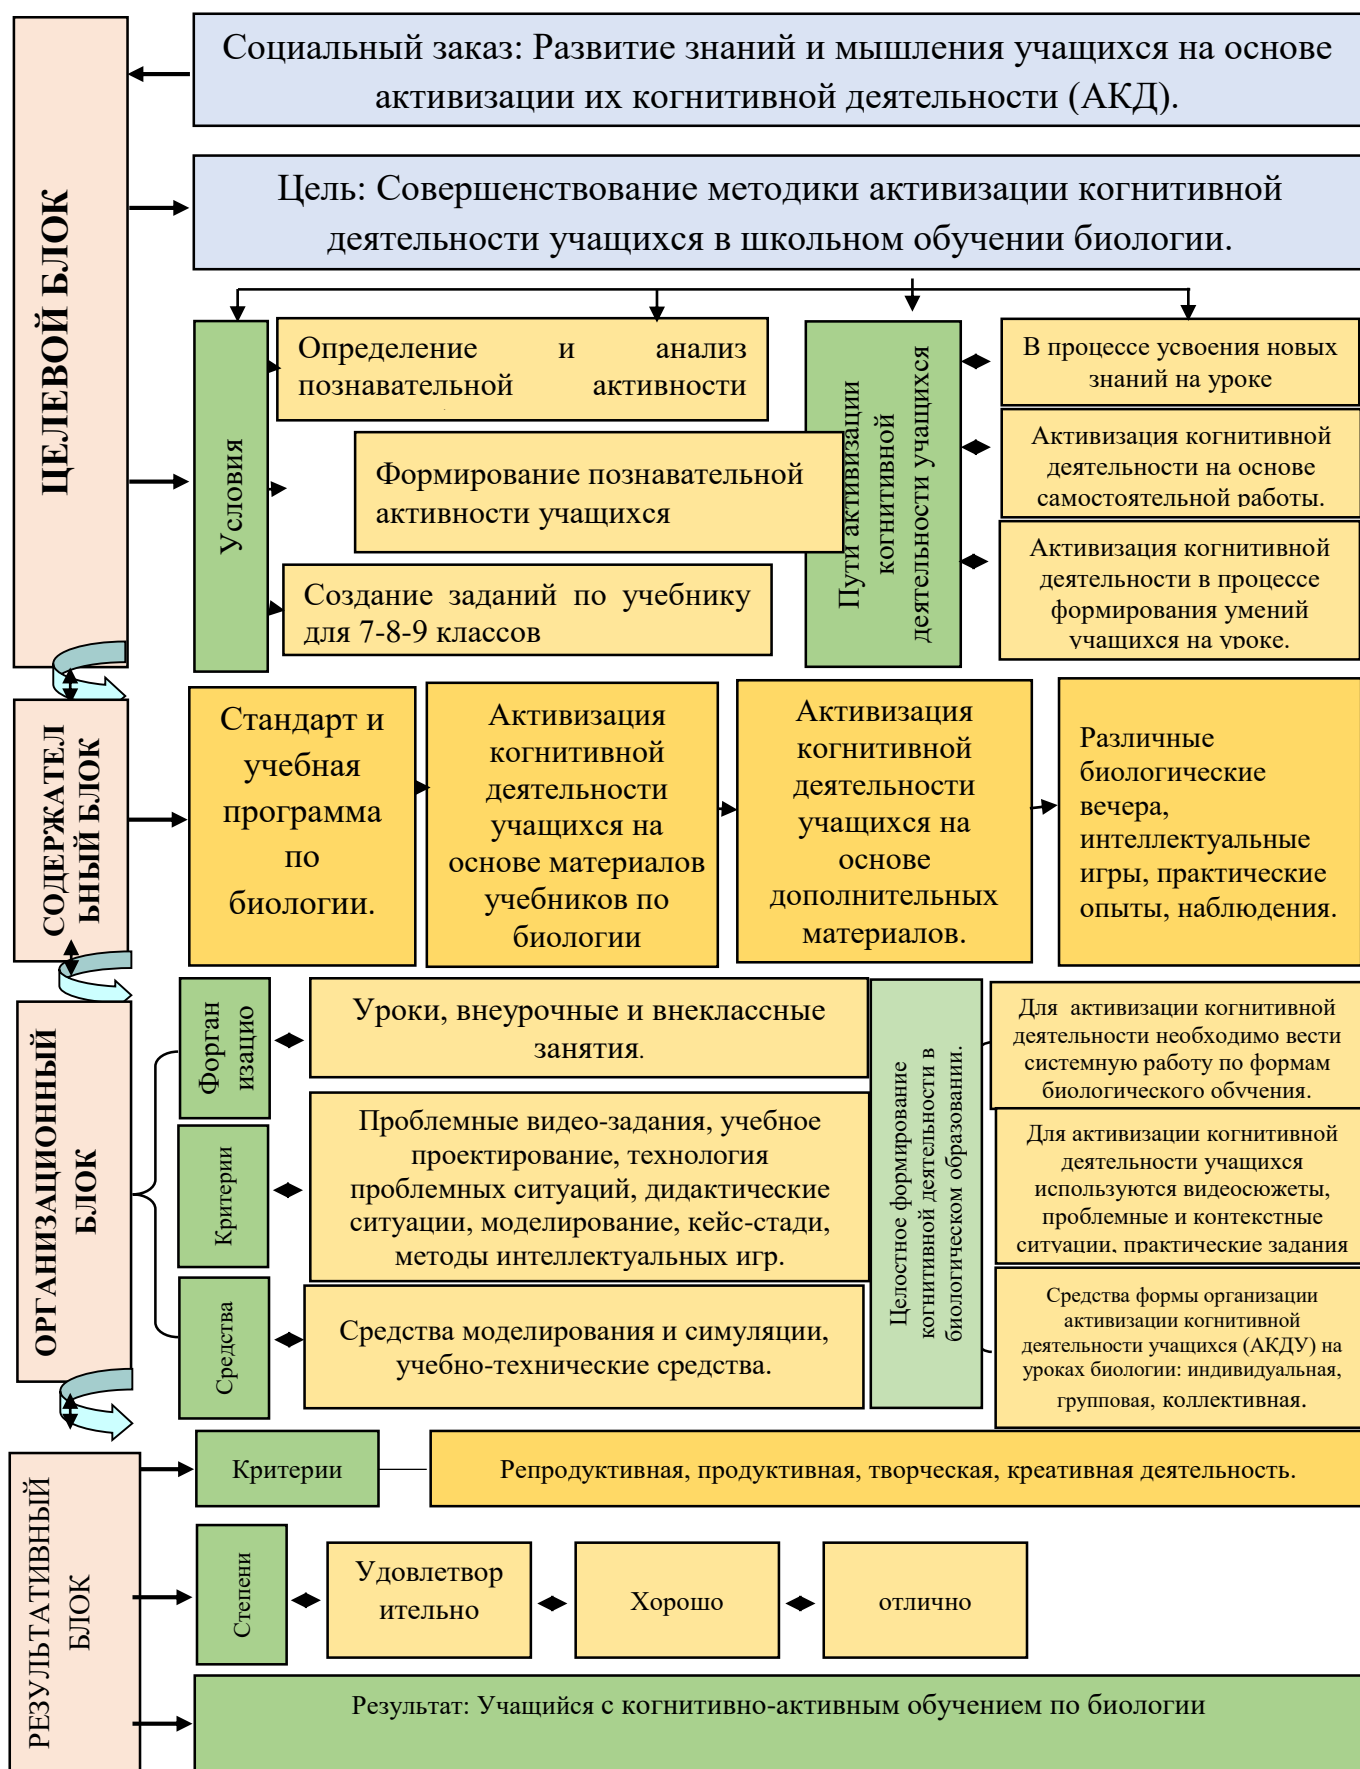 Социальный заказ: Развитие знаний и мышления учащихся на основе
активизации их когнитивной деятельности (АКД).
ЦЕЛЕВОЙ БЛОК
Цель: Совершенствование методики активизации когнитивной
деятельности учащихся в школьном обучении биологии.
Условия
Определение и анализ
познавательной активности
Формирование познавательной
активности учащихся
Создание заданий по учебнику
для 7-8-9 классов
Пути активизации
когнитивной
деятельности учащихся
В процессе усвоения новых
знаний на уроке
Активизация когнитивной
деятельности на основе
самостоятельной работы.
Активизация когнитивной
деятельности в процессе
формирования умений
учащихся на уроке.
СОДЕРЖАТЕЛ
ЬНЫЙ БЛОК
Стандарт и
учебная
программа
по
биологии.
Активизация
когнитивной
деятельности
учащихся на
основе материалов
учебников по
биологии
Активизация
когнитивной
деятельности
учащихся на
основе
дополнительных
материалов.
Различные
биологические
вечера,
интеллектуальные
игры, практические
опыты, наблюдения.
ОРГАНИЗАЦИОННЫЙ
БЛОК
Форган
изацио
Уроки, внеурочные и внеклассные
занятия.
Критерии
Проблемные видео-задания, учебное
проектирование, технология
проблемных ситуаций, дидактические
ситуации, моделирование, кейс-стади,
методы интеллектуальных игр.
Средства
Средства моделирования и симуляции,
учебно-технические средства.
Целостное формирование
когнитивной деятельности в
биологическом образовании.
Для активизации когнитивной
деятельности необходимо вести
системную работу по формам
биологического обучения.
Для активизации когнитивной
деятельности учащихся
используются видеосюжеты,
проблемные и контекстные
ситуации, практические задания
Средства формы организации
активизации когнитивной
деятельности учащихся (АКДУ) на
уроках биологии: индивидуальная,
групповая, коллективная.
РЕЗУЛЬТАТИВНЫЙ
БЛОК
Критерии
Репродуктивная, продуктивная, творческая, креативная деятельность.
Степени
Удовлетвор
ительно
Хорошо
отлично
Результат: Учащийся с когнитивно-активным обучением по биологии